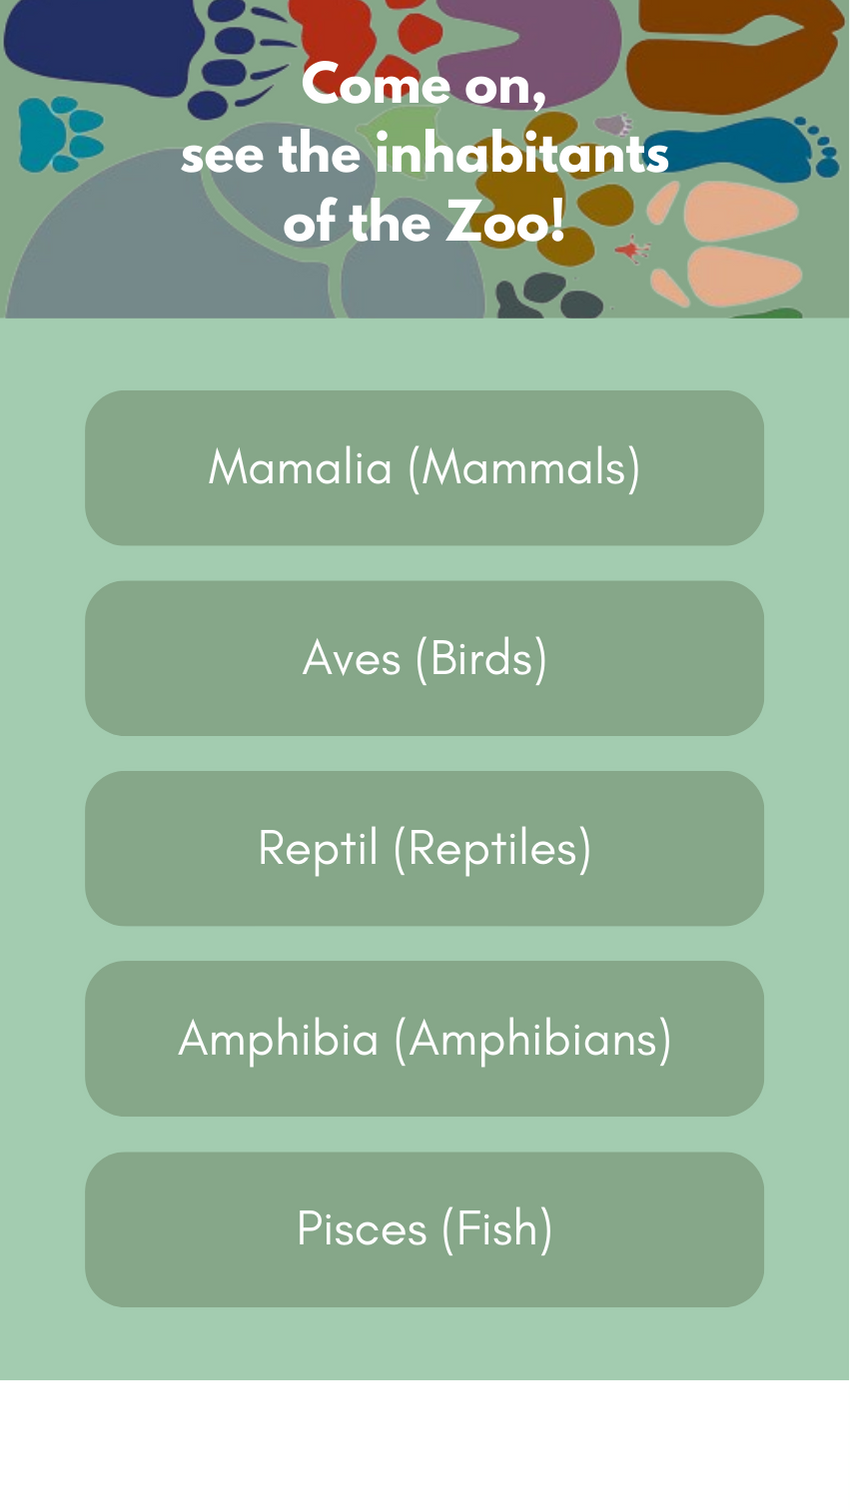 Come on,
see the inhabitants
of the Zoo!
Mamalia (Mammals)
Aves (Birds)
Reptil (Reptiles)
Amphibia (Amphibians)
Pisces (Fish)